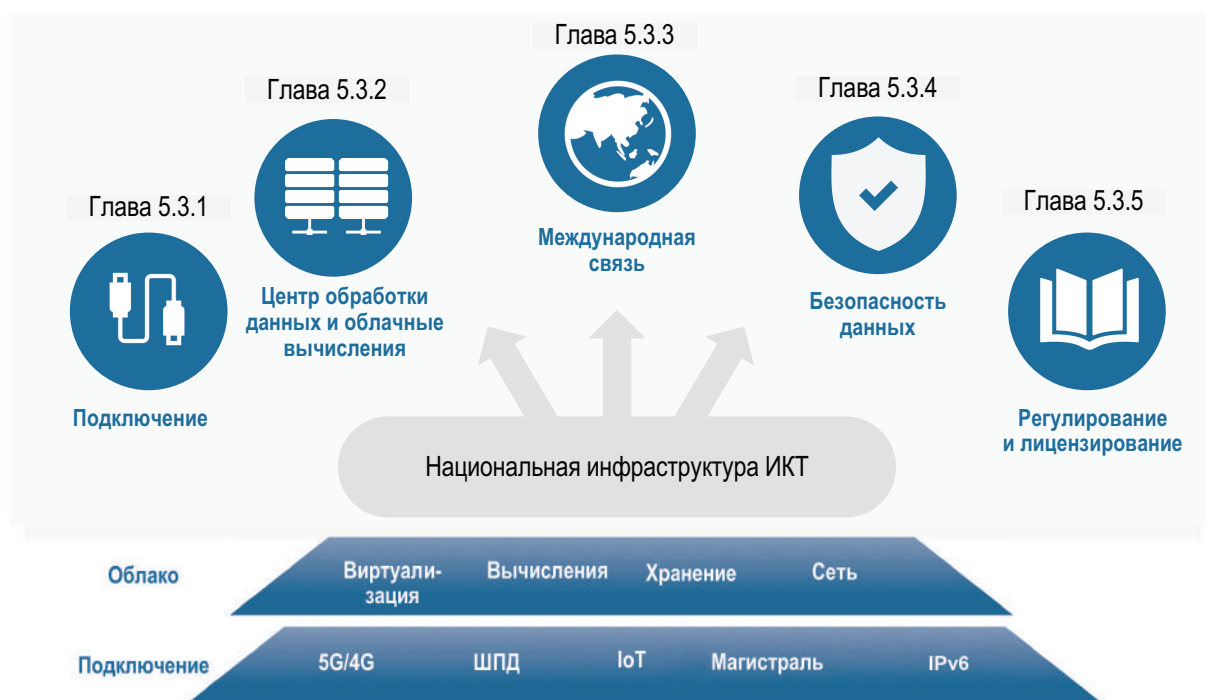 Глава 5.3.1
Подключение
Глава 5.3.2
Центр обработки
данных и облачные
вычисления
Глава 5.3.3
Международная
связь
Глава 5.3.4
Безопасность
данных
Глава 5.3.5
Регулирование
и лицензирование
Национальная инфраструктура ИКТ
Облако
Виртуали-
зация
Вычисления
Хранение
Сеть
Подключение
5G/4G
ШПД
IoT
Магистраль
IPv6